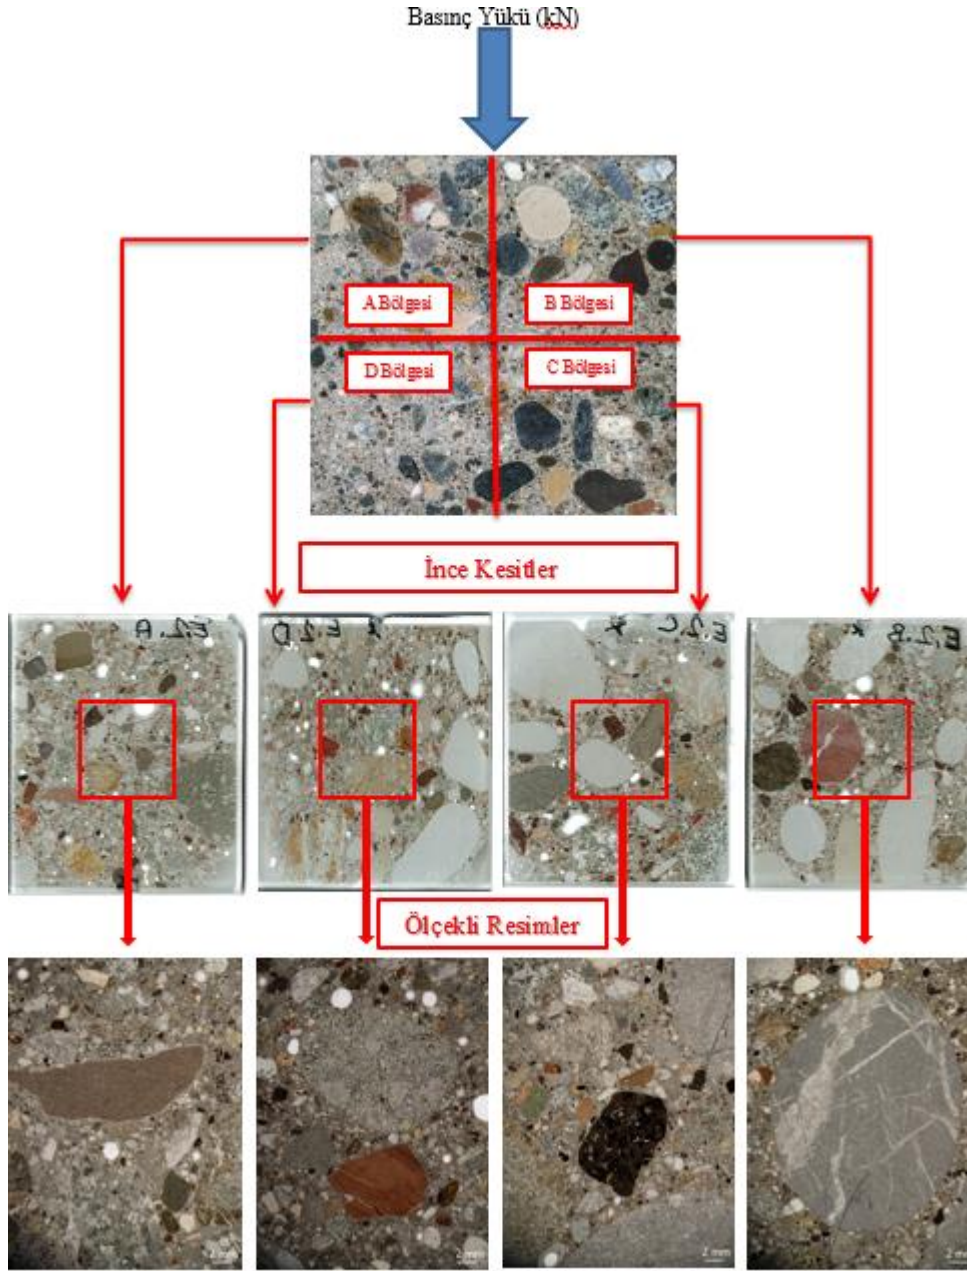 Basınç Yükü (kN)
A Bölgesi
B Bölgesi
D Bölgesi
C Bölgesi
İnce Kesitler
E.2.A
E.2.D
E.2.C
E.2.B
Ölçekli Resimler
2 mm
2 mm
2 mm
2 mm